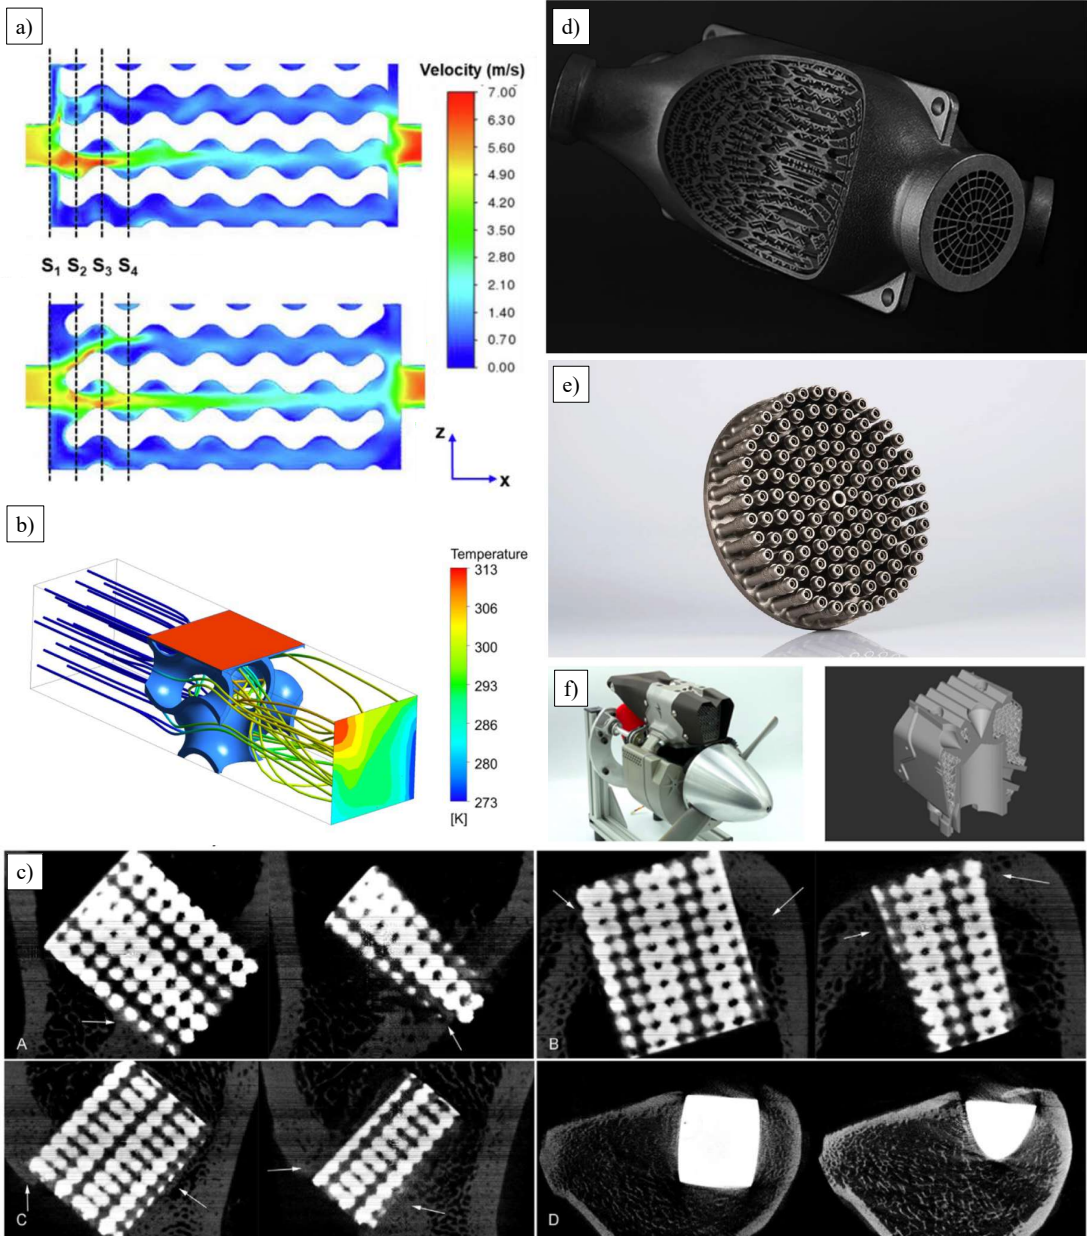 a)
Velocity (m/s)
7.00
6.30
5.60
4.90
4.20
3.50
2.80
2.10
1.40
0.70
0.00
S1 S2 S3 S4
z
x
b)
Temperature
313
306
300
293
286
280
273
[K]
c)
A
B
C
D
d)
e)
f)